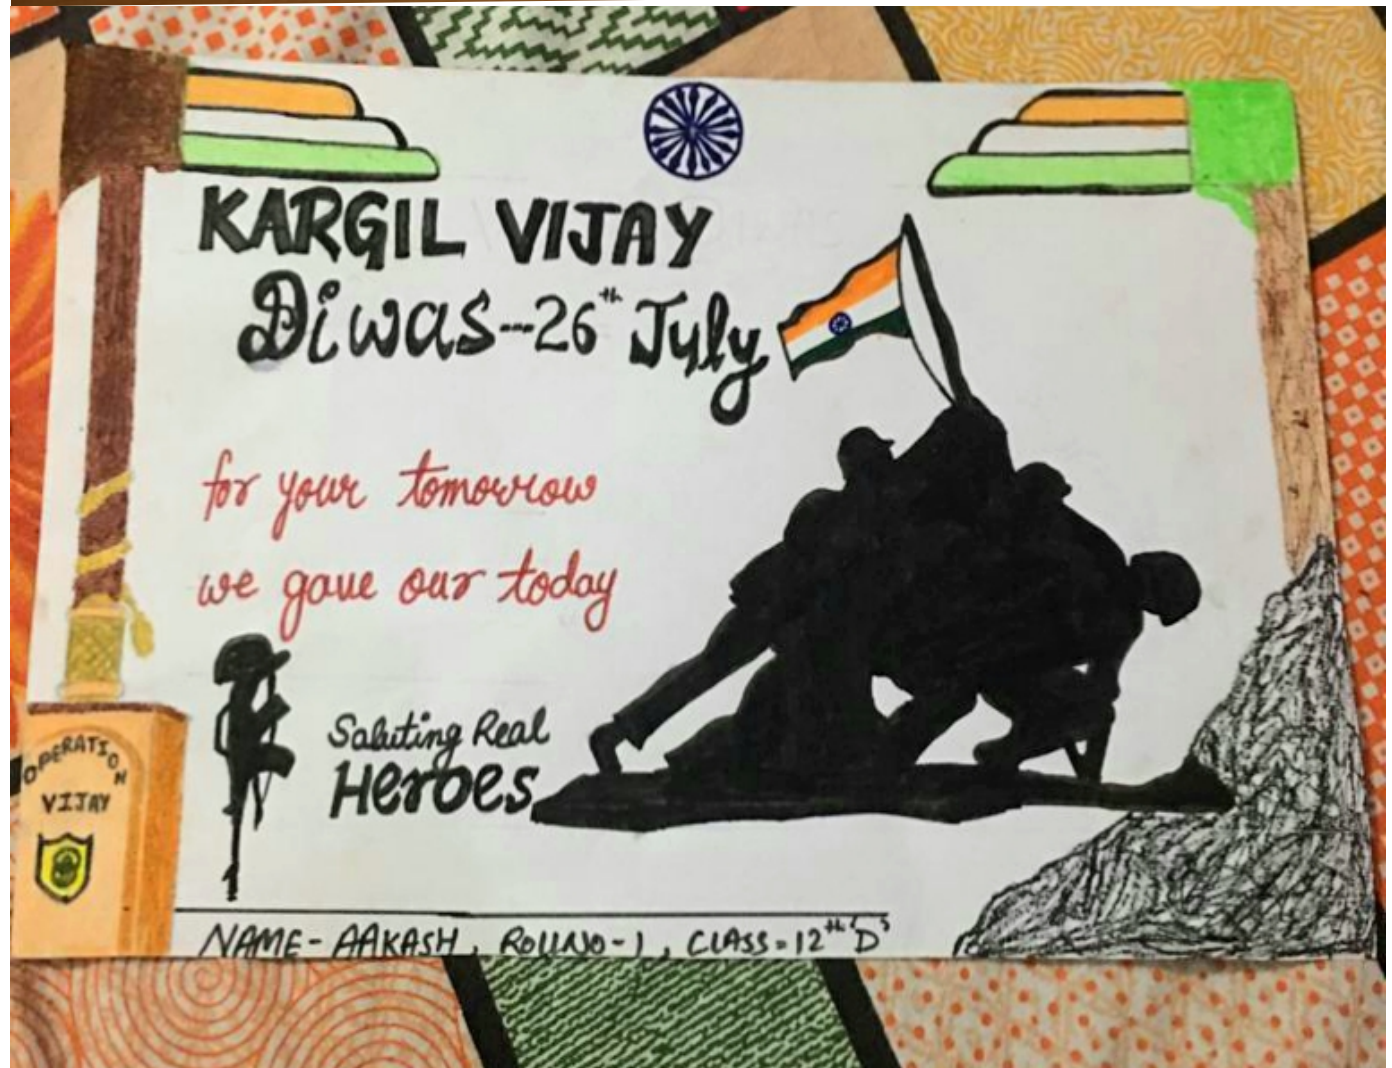 KARGIL VIJAY
Diwas---26th July
for your tomorrow
we gave our today
Saluting Real
Heroes
OPERATION
VIJAY
NAME- AAKASH, ROLLNO-1, CLASS=12th 'D'